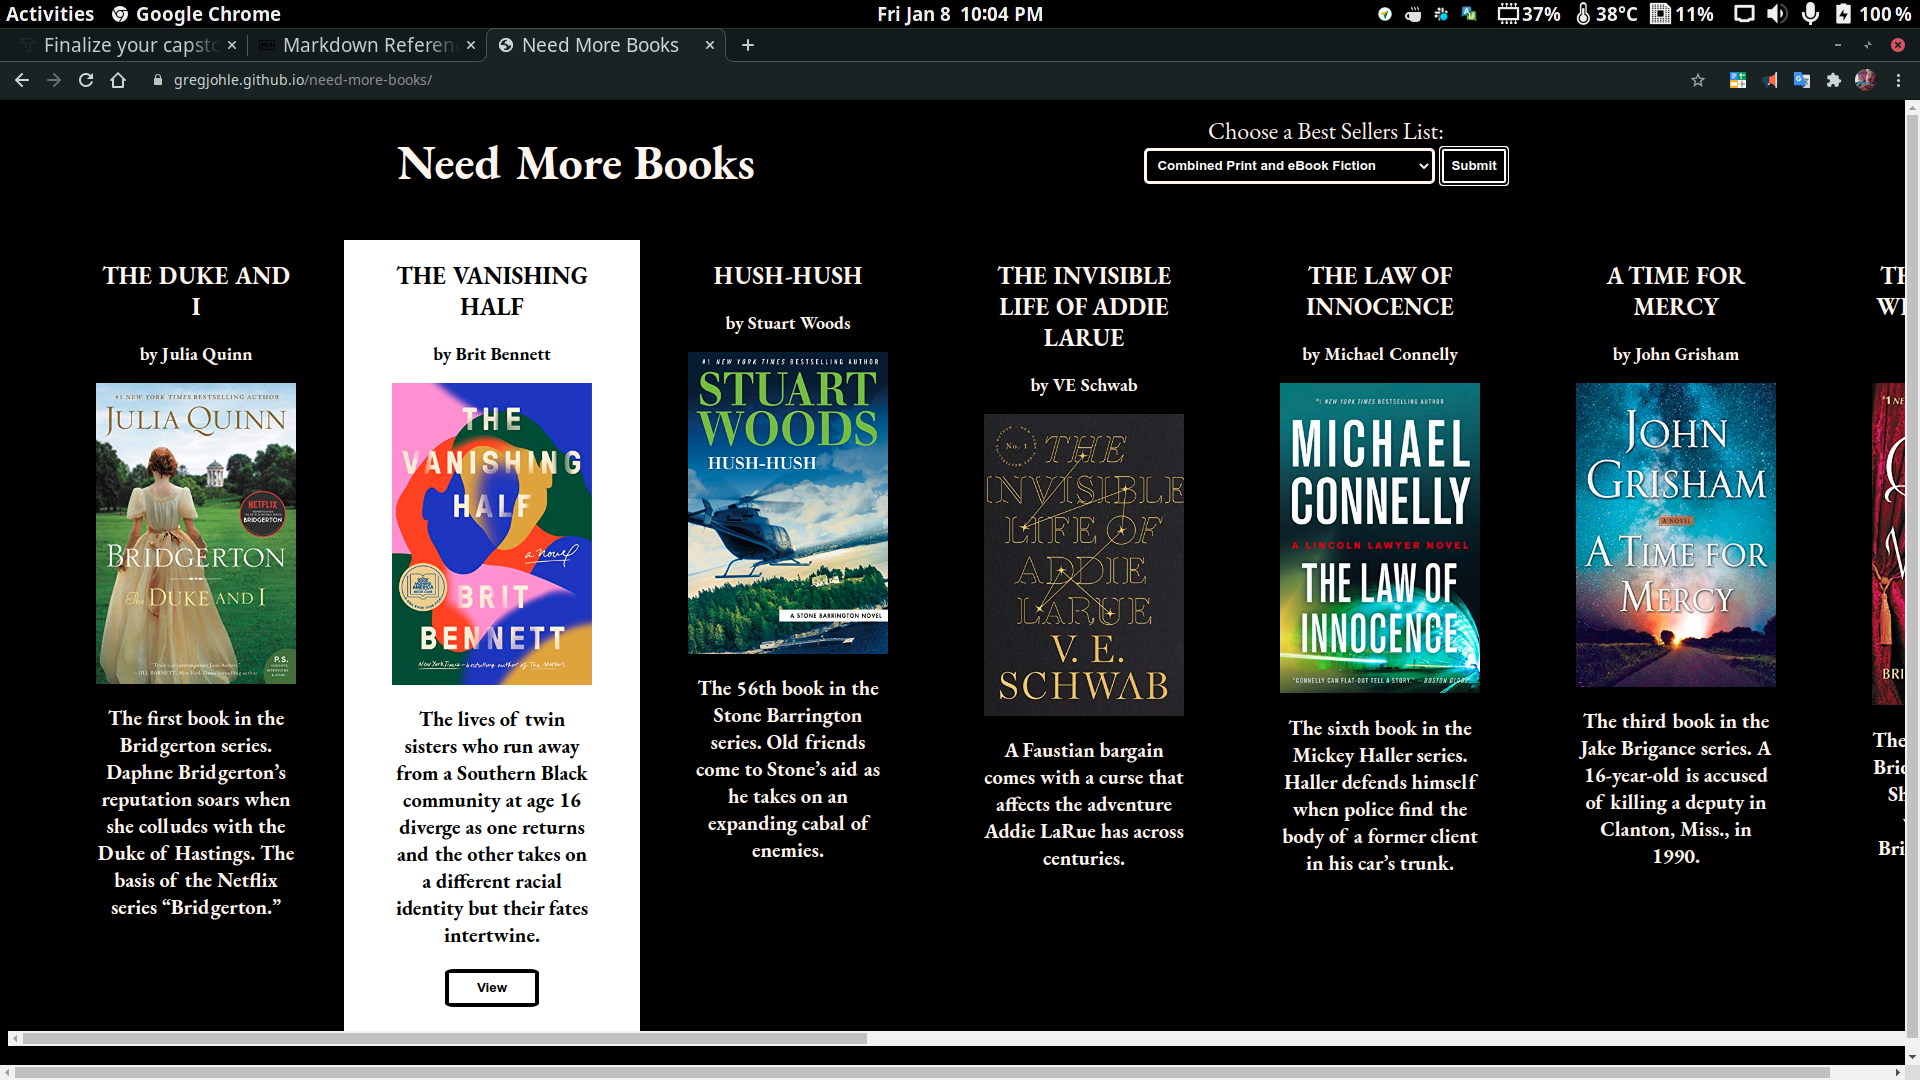 Activities Google Chrome Fri Jan 8 10:04 PM 37% 38°C 11% 100 %
Finalize your capst Markdown Referen Need More Books
gregjohle.github.io/need-more-books/
Need More Books
Choose a Best Sellers List:
Combined Print and eBook Fiction Submit
THE DUKE AND
I
by Julia Quinn
#1 NEW YORK TIMES BESTSELLING AUTHOR
JULIA QUINN
NETFLIX
BRIDGERTON
BRIDGERTON
The DUKE AND I
P.S.
The first book in the
Bridgerton series.
Daphne Bridgerton’s
reputation soars when
she colludes with the
Duke of Hastings. The
basis of the Netflix
series “Bridgerton.”
THE VANISHING
HALF
by Brit Bennett
THE
VANISHING
HALF
a novel
BRIT
BENNETT
New York Times-bestselling author of The Mothers
The lives of twin
sisters who run away
from a Southern Black
community at age 16
diverge as one returns
and the other takes on
a different racial
identity but their fates
intertwine.
View
HUSH-HUSH
by Stuart Woods
#1 NEW YORK TIMES BESTSELLING AUTHOR
STUART
WOODS
HUSH-HUSH
A STONE BARRINGTON NOVEL
The 56th book in the
Stone Barrington
series. Old friends
come to Stone’s aid as
he takes on an
expanding cabal of
enemies.
THE INVISIBLE
LIFE OF ADDIE
LARUE
by VE Schwab
No. 1
THE
INVISIBLE
LIFE OF
ADDIE
LARUE
V. E.
SCHWAB
A Faustian bargain
comes with a curse that
affects the adventure
Addie LaRue has across
centuries.
THE LAW OF
INNOCENCE
by Michael Connelly
#1 NEW YORK TIMES BESTSELLING AUTHOR
MICHAEL
CONNELLY
A LINCOLN LAWYER NOVEL
THE LAW OF
INNOCENCE
"CONNELLY CAN FLAT-OUT TELL A STORY." —BOSTON GLOBE
The sixth book in the
Mickey Haller series.
Haller defends himself
when police find the
body of a former client
in his car’s trunk.
A TIME FOR
MERCY
by John Grisham
JOHN
GRISHAM
A NOVEL
A TIME FOR
MERCY
The third book in the
Jake Brigance series. A
16-year-old is accused
of killing a deputy in
Clanton, Miss., in
1990.
#1 NE
BRI
The
Bri